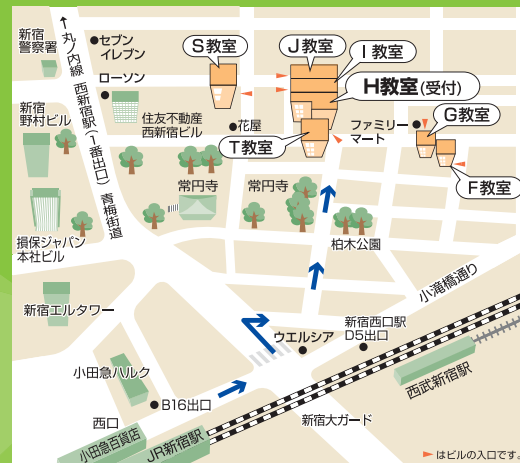 ↑丸ノ内線 西新宿駅(1番出口) 青梅街道
新宿
警察署
●セブン
イレブン
ローソン
S教室
J教室
I教室
H教室(受付)
新宿
野村ビル
住友不動産
西新宿ビル
●花屋
T教室
ファミリー●
マート
G教室
F教室
常円寺
常円寺
損保ジャパン
本社ビル
柏木公園
新宿エルタワー
小滝橋通り
ウエルシア
新宿西口駅
D5出口
小田急ハルク
西武新宿駅
B16出口
西口
新宿大ガード
小田急百貨店
JR新宿駅
►はビルの入口です。